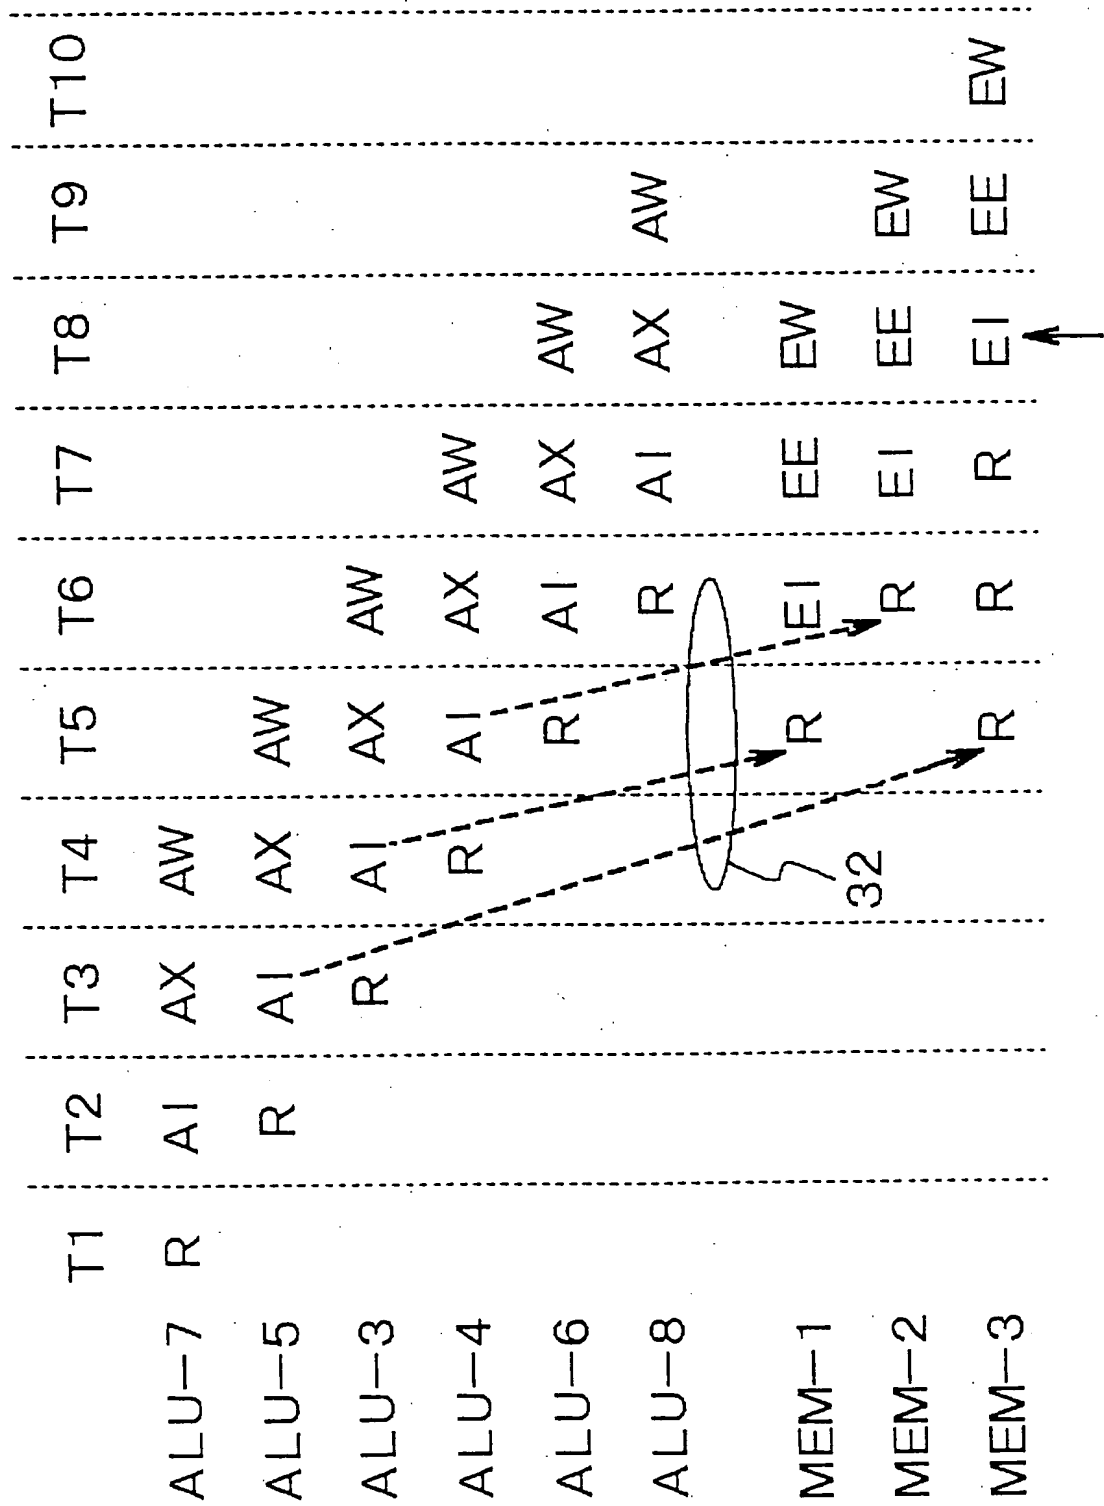 T1 T2 T3 T4 T5 T6 T7 T8 T9 T10
ALU-7 R AI AX AW
ALU-5 R AI AX AW
ALU-3 R AI AX AW
ALU-4 R AI AX AW
ALU-6 R AI AX AW
ALU-8 R AI AX AW
32
MEM-1 R EI EE EW
MEM-2 R EI EE EW
MEM-3 R R R EI EE EW